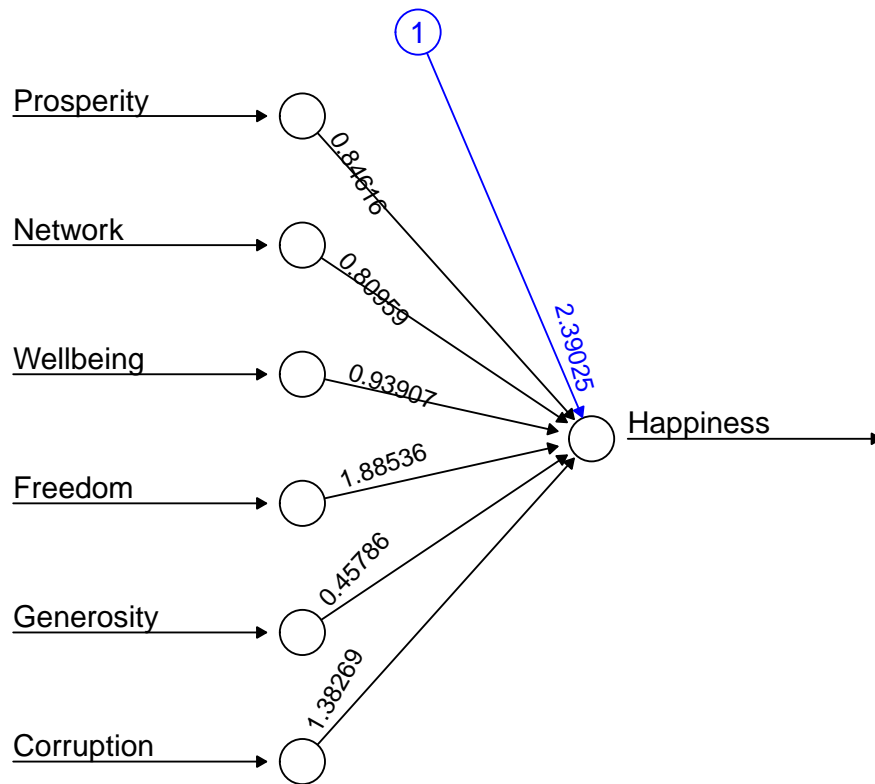 1
Prosperity
0.84616
Network
0.80959
2.39025
Wellbeing
0.93907
Happiness
Freedom
1.88536
Generosity
0.45786
Corruption
1.38269